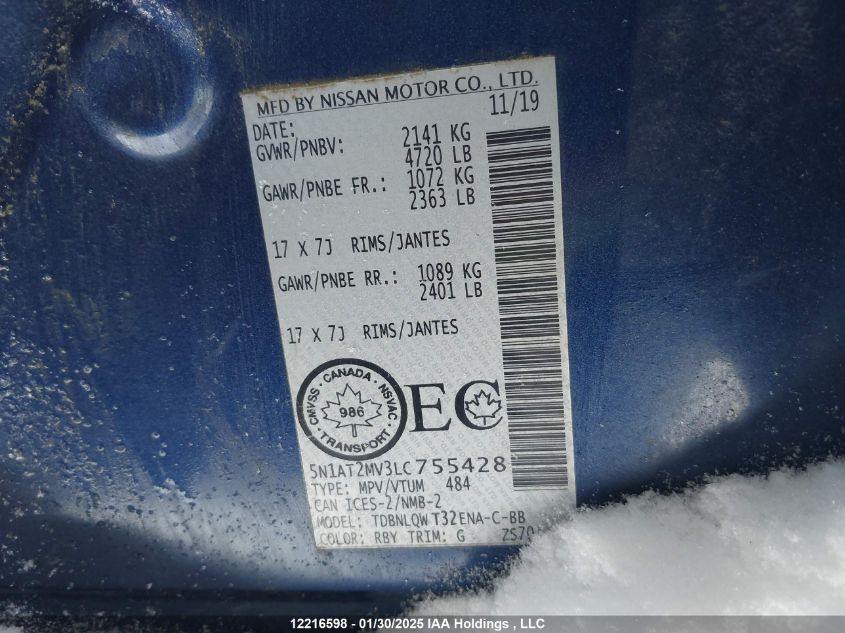 MFD BY NISSAN MOTOR CO., LTD.
DATE: 11/19
GVWR/PNBV: 2141 KG
4720 LB
GAWR/PNBE FR.: 1072 KG
2363 LB
17 X 7J RIMS/JANTES
GAWR/PNBE RR.: 1089 KG
2401 LB
17 X 7J RIMS/JANTES
CANADA
CMVSS NSVAC
986
TRANSPORT
EC
5N1AT2MV3LC755428
TYPE: MPV/VTUM 484
CAN ICES-2/NMB-2
MODEL: TDBNLQW T32ENA-C-BB
COLOR: RBY TRIM: G ZS70
12216598 - 01/30/2025 IAA Holdings , LLC